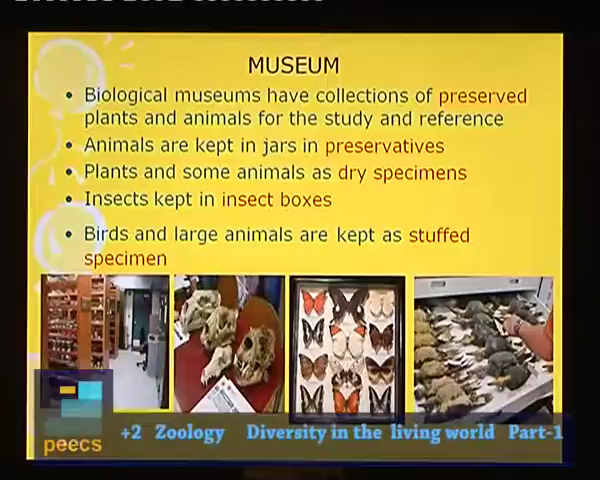 MUSEUM
• Biological museums have collections of preserved
plants and animals for the study and reference
• Animals are kept in jars in preservatives
• Plants and some animals as dry specimens
• Insects kept in insect boxes
• Birds and large animals are kept as stuffed
specimen
peecs
+2 Zoology Diversity in the living world Part-1